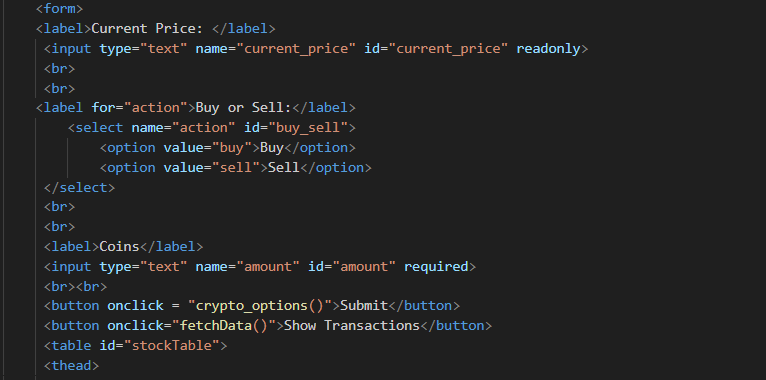 <form>
<label>Current Price: </label>
<input type="text" name="current_price" id="current_price" readonly>
<br>
<br>
<label for="action">Buy or Sell:</label>
<select name="action" id="buy_sell">
<option value="buy">Buy</option>
<option value="sell">Sell</option>
</select>
<br>
<br>
<label>Coins</label>
<input type="text" name="amount" id="amount" required>
<br><br>
<button onclick = "crypto_options()">Submit</button>
<button onclick="fetchData()">Show Transactions</button>
<table id="stockTable">
<thead>